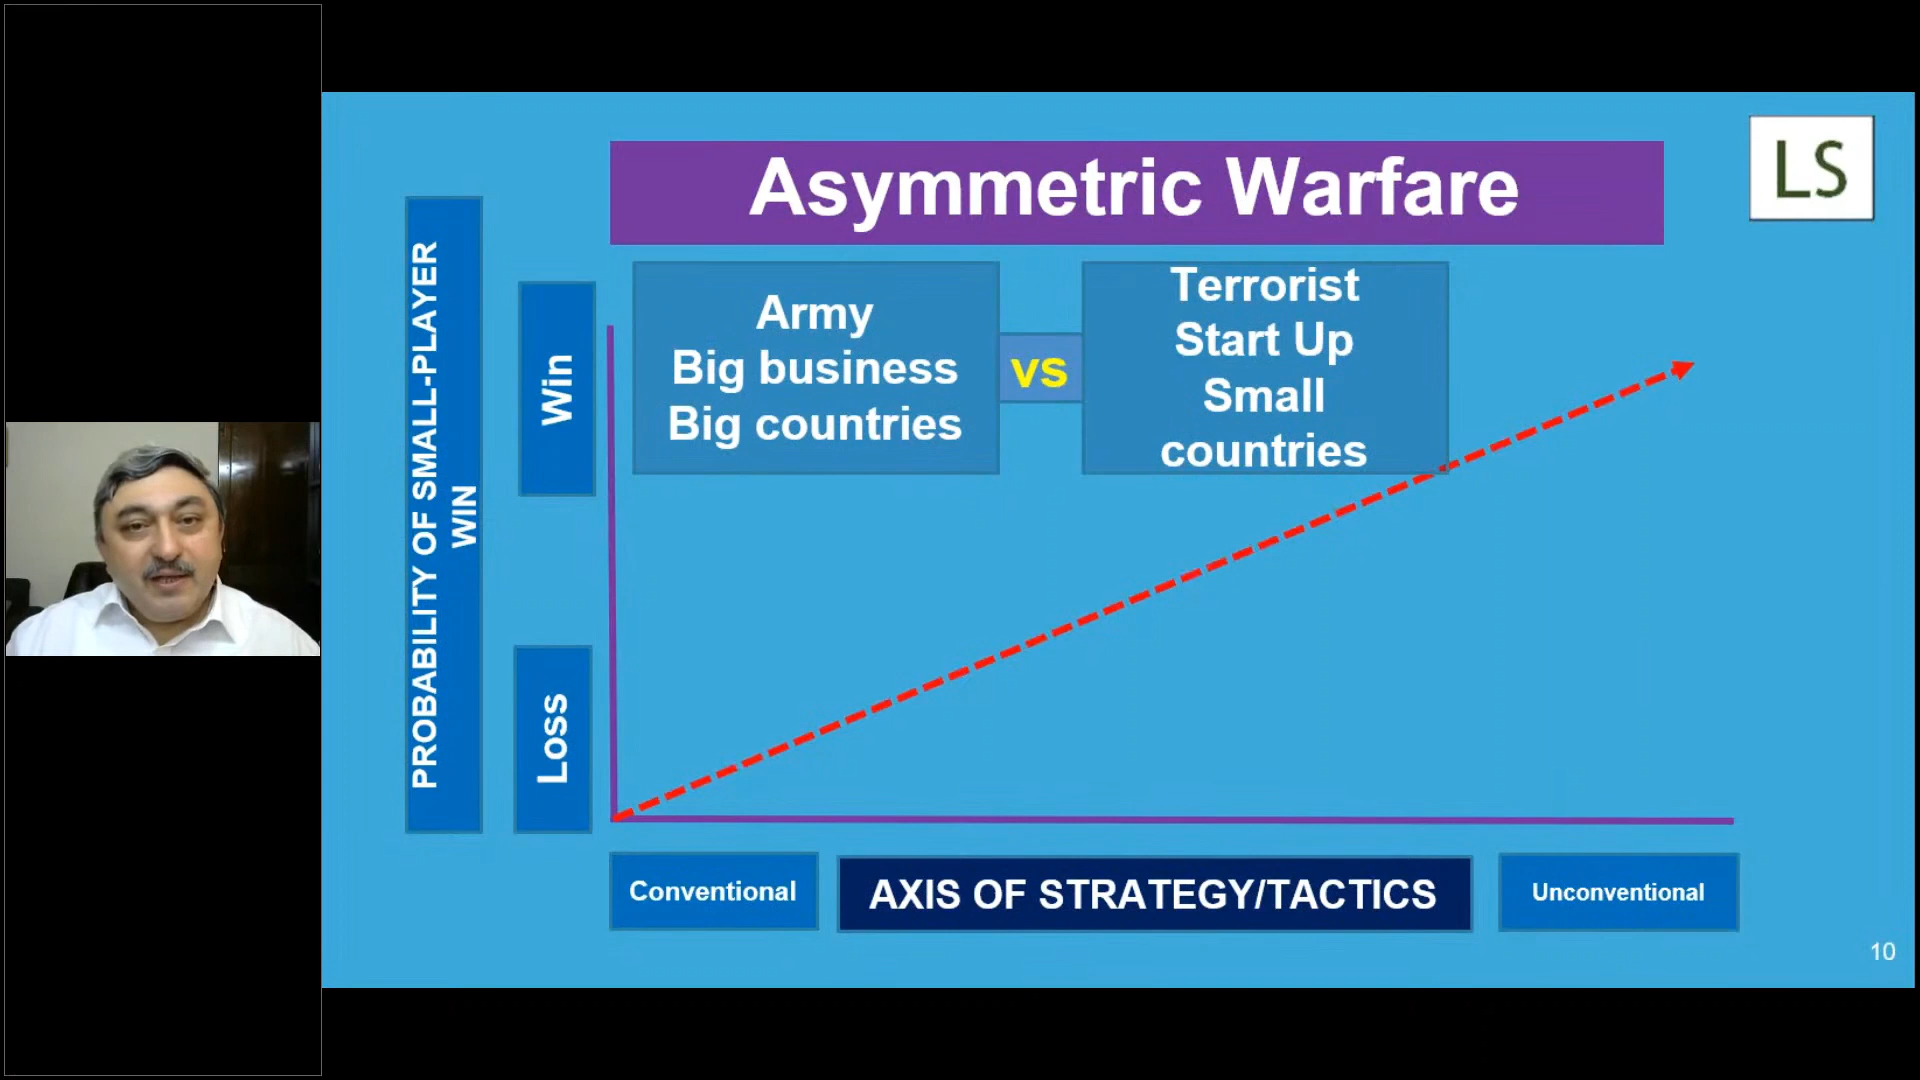 Asymmetric Warfare
LS
PROBABILITY OF SMALL-PLAYER
WIN
Win
Loss
Army
Big business
Big countries
vs
Terrorist
Start Up
Small
countries
Conventional
AXIS OF STRATEGY/TACTICS
Unconventional
10